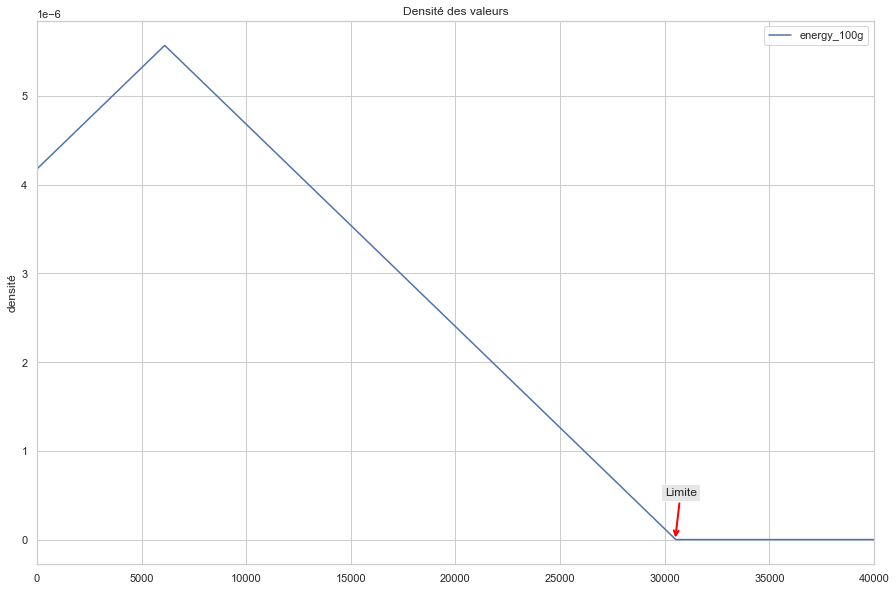 Densité des valeurs
1e−6
energy_100g
5
4
densité
3
2
1
Limite
0
0 5000 10000 15000 20000 25000 30000 35000 40000